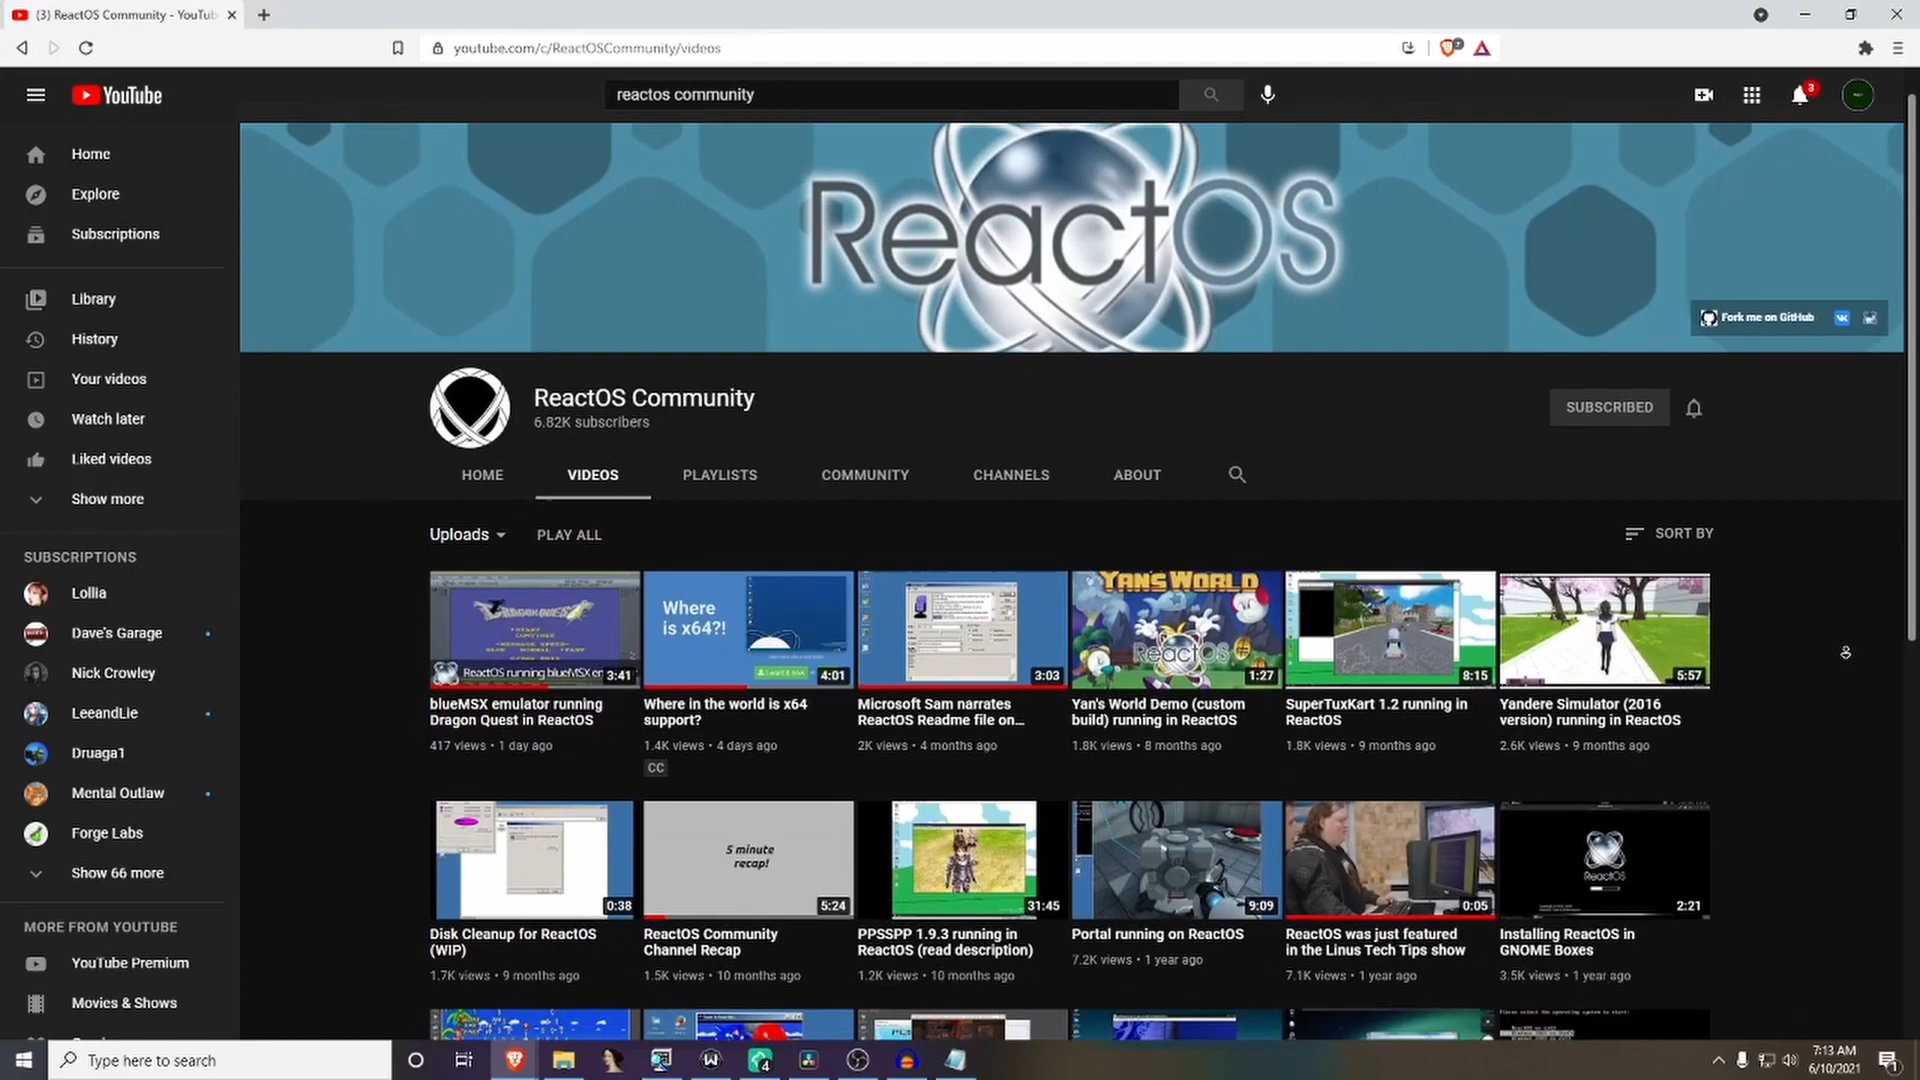 (3) ReactOS Community - YouTub
youtube.com/c/ReactOSCommunity/videos
YouTube
reactos community
3
Home
Explore
Subscriptions
Library
History
Your videos
Watch later
Liked videos
Show more
SUBSCRIPTIONS
Lollia
Dave's Garage
Nick Crowley
LeeandLie
Druaga1
Mental Outlaw
Forge Labs
Show 66 more
MORE FROM YOUTUBE
YouTube Premium
Movies & Shows
ReactOS
Fork me on GitHub
ReactOS Community
6.82K subscribers
SUBSCRIBED
HOME
VIDEOS
PLAYLISTS
COMMUNITY
CHANNELS
ABOUT
Uploads
PLAY ALL
SORT BY
ReactOS running blueMSX em
3:41
blueMSX emulator running
Dragon Quest in ReactOS
417 views • 1 day ago
Where
is x64?!
4:01
Where in the world is x64
support?
1.4K views • 4 days ago
CC
3:03
Microsoft Sam narrates
ReactOS Readme file on...
2K views • 4 months ago
YAN'S WORLD
ReactOS
1:27
Yan's World Demo (custom
build) running in ReactOS
1.8K views • 8 months ago
8:15
SuperTuxKart 1.2 running in
ReactOS
1.8K views • 9 months ago
5:57
Yandere Simulator (2016
version) running in ReactOS
2.6K views • 9 months ago
0:38
Disk Cleanup for ReactOS
(WIP)
1.7K views • 9 months ago
5 minute
recap!
5:24
ReactOS Community
Channel Recap
1.5K views • 10 months ago
31:45
PPSSPP 1.9.3 running in
ReactOS (read description)
1.2K views • 10 months ago
9:09
Portal running on ReactOS
7.2K views • 1 year ago
0:05
ReactOS was just featured
in the Linus Tech Tips show
7.1K views • 1 year ago
ReactOS
2:21
Installing ReactOS in
GNOME Boxes
3.5K views • 1 year ago
Type here to search
4
7:13 AM
6/10/2021
1